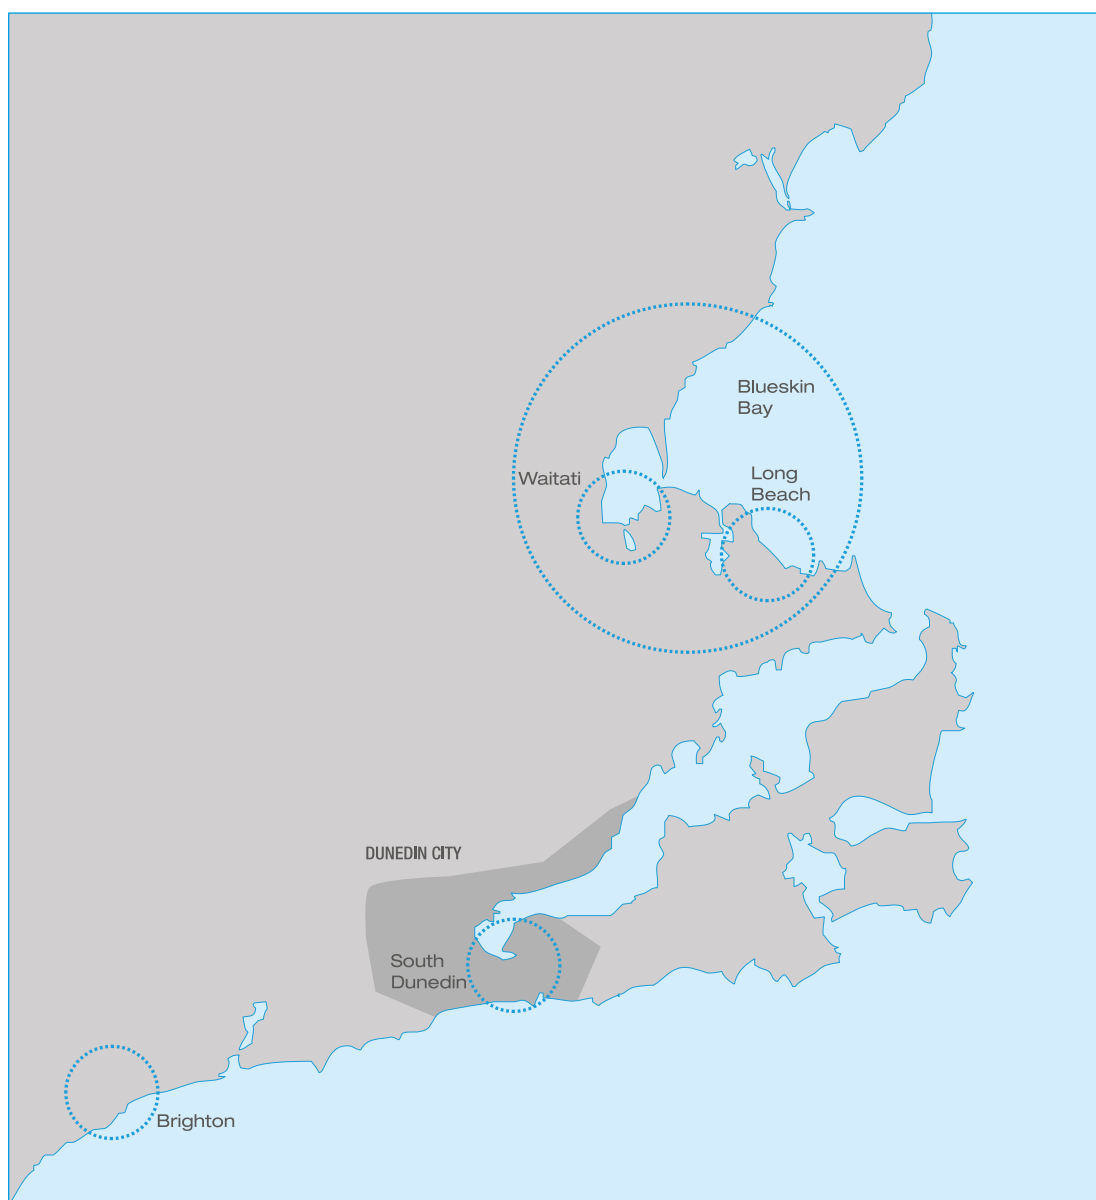 Blueskin
Bay
Waitati
Long
Beach
DUNEDIN CITY
South
Dunedin
Brighton